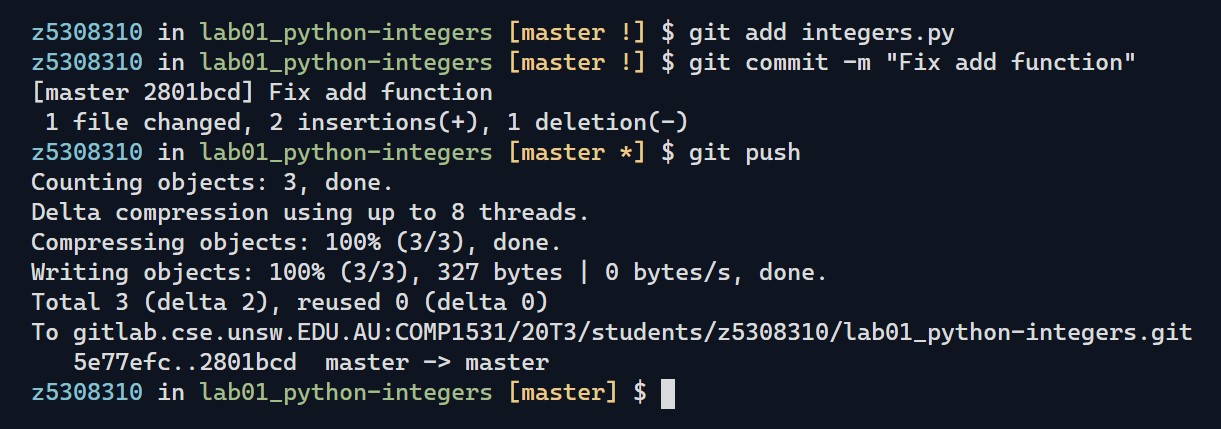 z5308310 in lab01_python-integers [master !] $ git add integers.py
z5308310 in lab01_python-integers [master !] $ git commit -m "Fix add function"
[master 2801bcd] Fix add function
 1 file changed, 2 insertions(+), 1 deletion(-)
z5308310 in lab01_python-integers [master *] $ git push
Counting objects: 3, done.
Delta compression using up to 8 threads.
Compressing objects: 100% (3/3), done.
Writing objects: 100% (3/3), 327 bytes | 0 bytes/s, done.
Total 3 (delta 2), reused 0 (delta 0)
To gitlab.cse.unsw.EDU.AU:COMP1531/20T3/students/z5308310/lab01_python-integers.git
   5e77efc..2801bcd  master -> master
z5308310 in lab01_python-integers [master] $